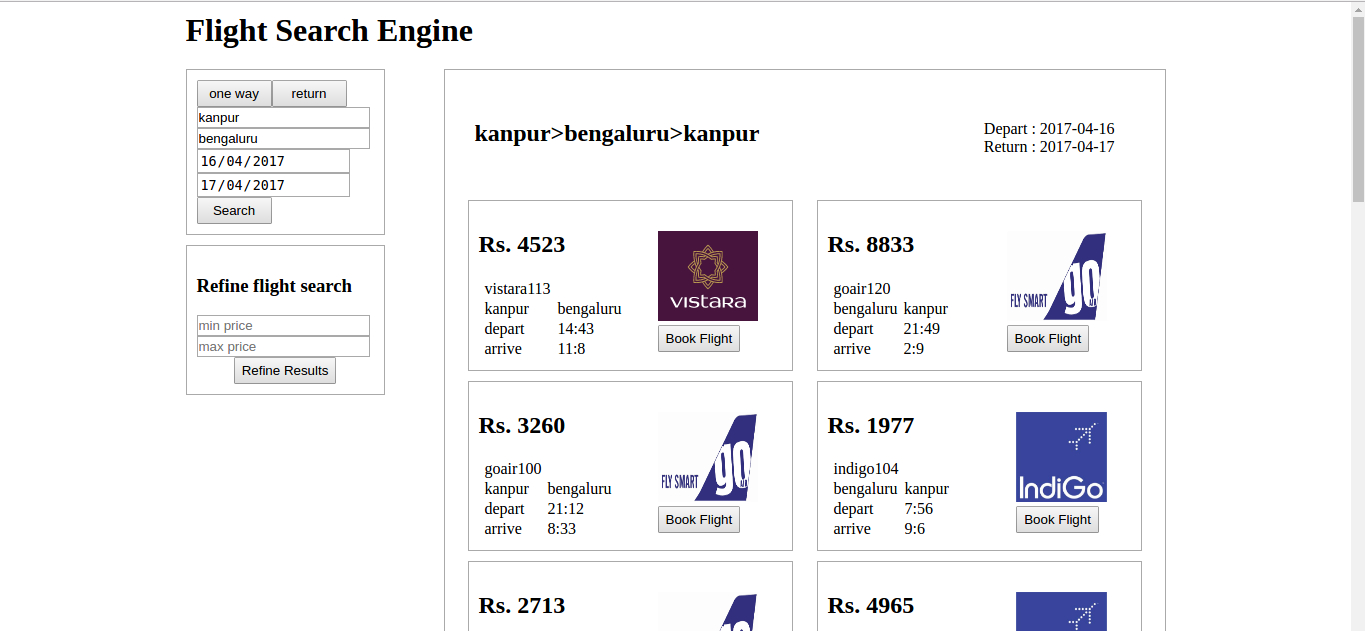 Flight Search Engine
one way return
kanpur
bengaluru
16/04/2017
17/04/2017
Search
Refine flight search
min price
max price
Refine Results
kanpur>bengaluru>kanpur
Depart : 2017-04-16
Return : 2017-04-17
Rs. 4523
vistara113
kanpur bengaluru
depart 14:43
arrive 11:8
VISTARA
Book Flight
Rs. 8833
goair120
bengaluru kanpur
depart 21:49
arrive 2:9
FLY SMART go
Book Flight
Rs. 3260
goair100
kanpur bengaluru
depart 21:12
arrive 8:33
FLY SMART go
Book Flight
Rs. 1977
indigo104
bengaluru kanpur
depart 7:56
arrive 9:6
IndiGo
Book Flight
Rs. 2713
Rs. 4965